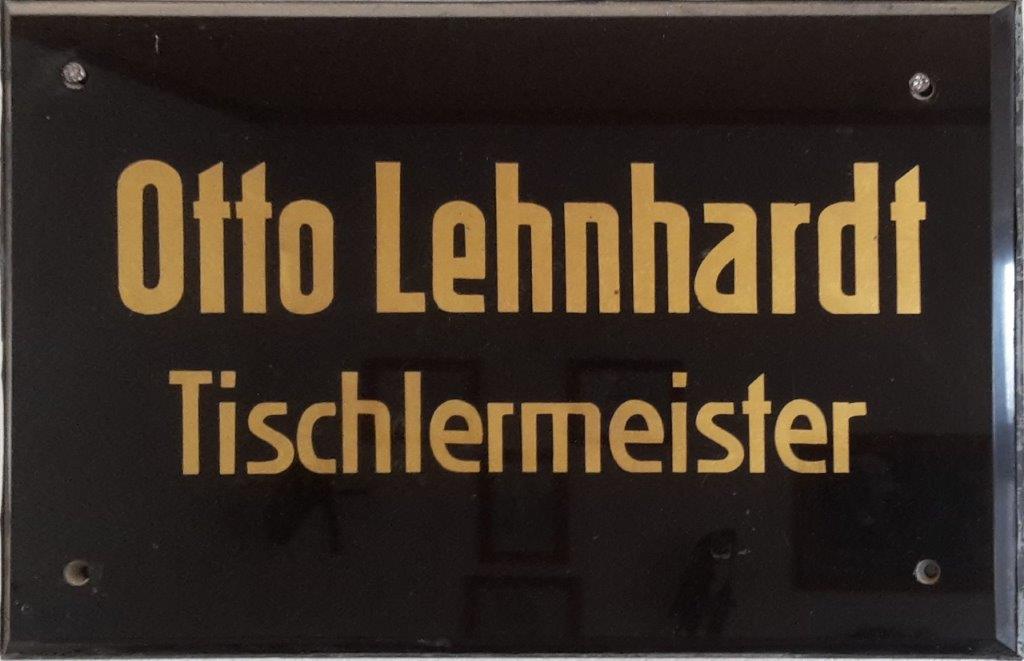 Otto Lehnhardt
Tischlermeister